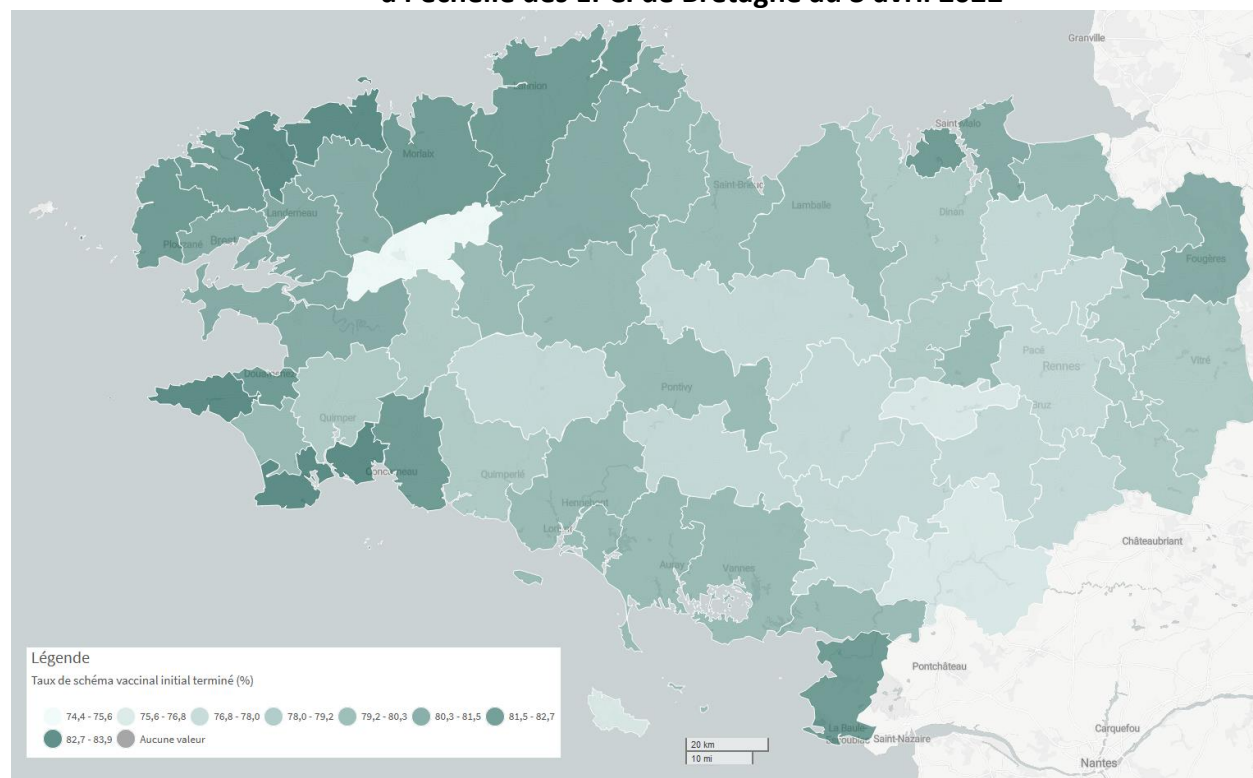 à l'échelle des EPCI de Bretagne au 8 avril 2022
Granville
Lannion
Saint-Malo
Morlaix
Saint-Brieuc
Lamballe
Dinan
Landerneau
Plouzané
Brest
Fougères
Pacé
Rennes
Vitré
Douarnenez
Pontivy
Bruz
Quimper
Concarneau
Quimperlé
Hennebont
Lorient
Châteaubriant
Auray
Vannes
Légende
Taux de schéma vaccinal initial terminé (%)
74,4 - 75,6
75,6 - 76,8
76,8 - 78,0
78,0 - 79,2
79,2 - 80,3
80,3 - 81,5
81,5 - 82,7
82,7 - 83,9
Aucune valeur
Pontchâteau
La Baule-
Escoublac
Saint-Nazaire
20 km
10 mi
Carquefou
Nantes